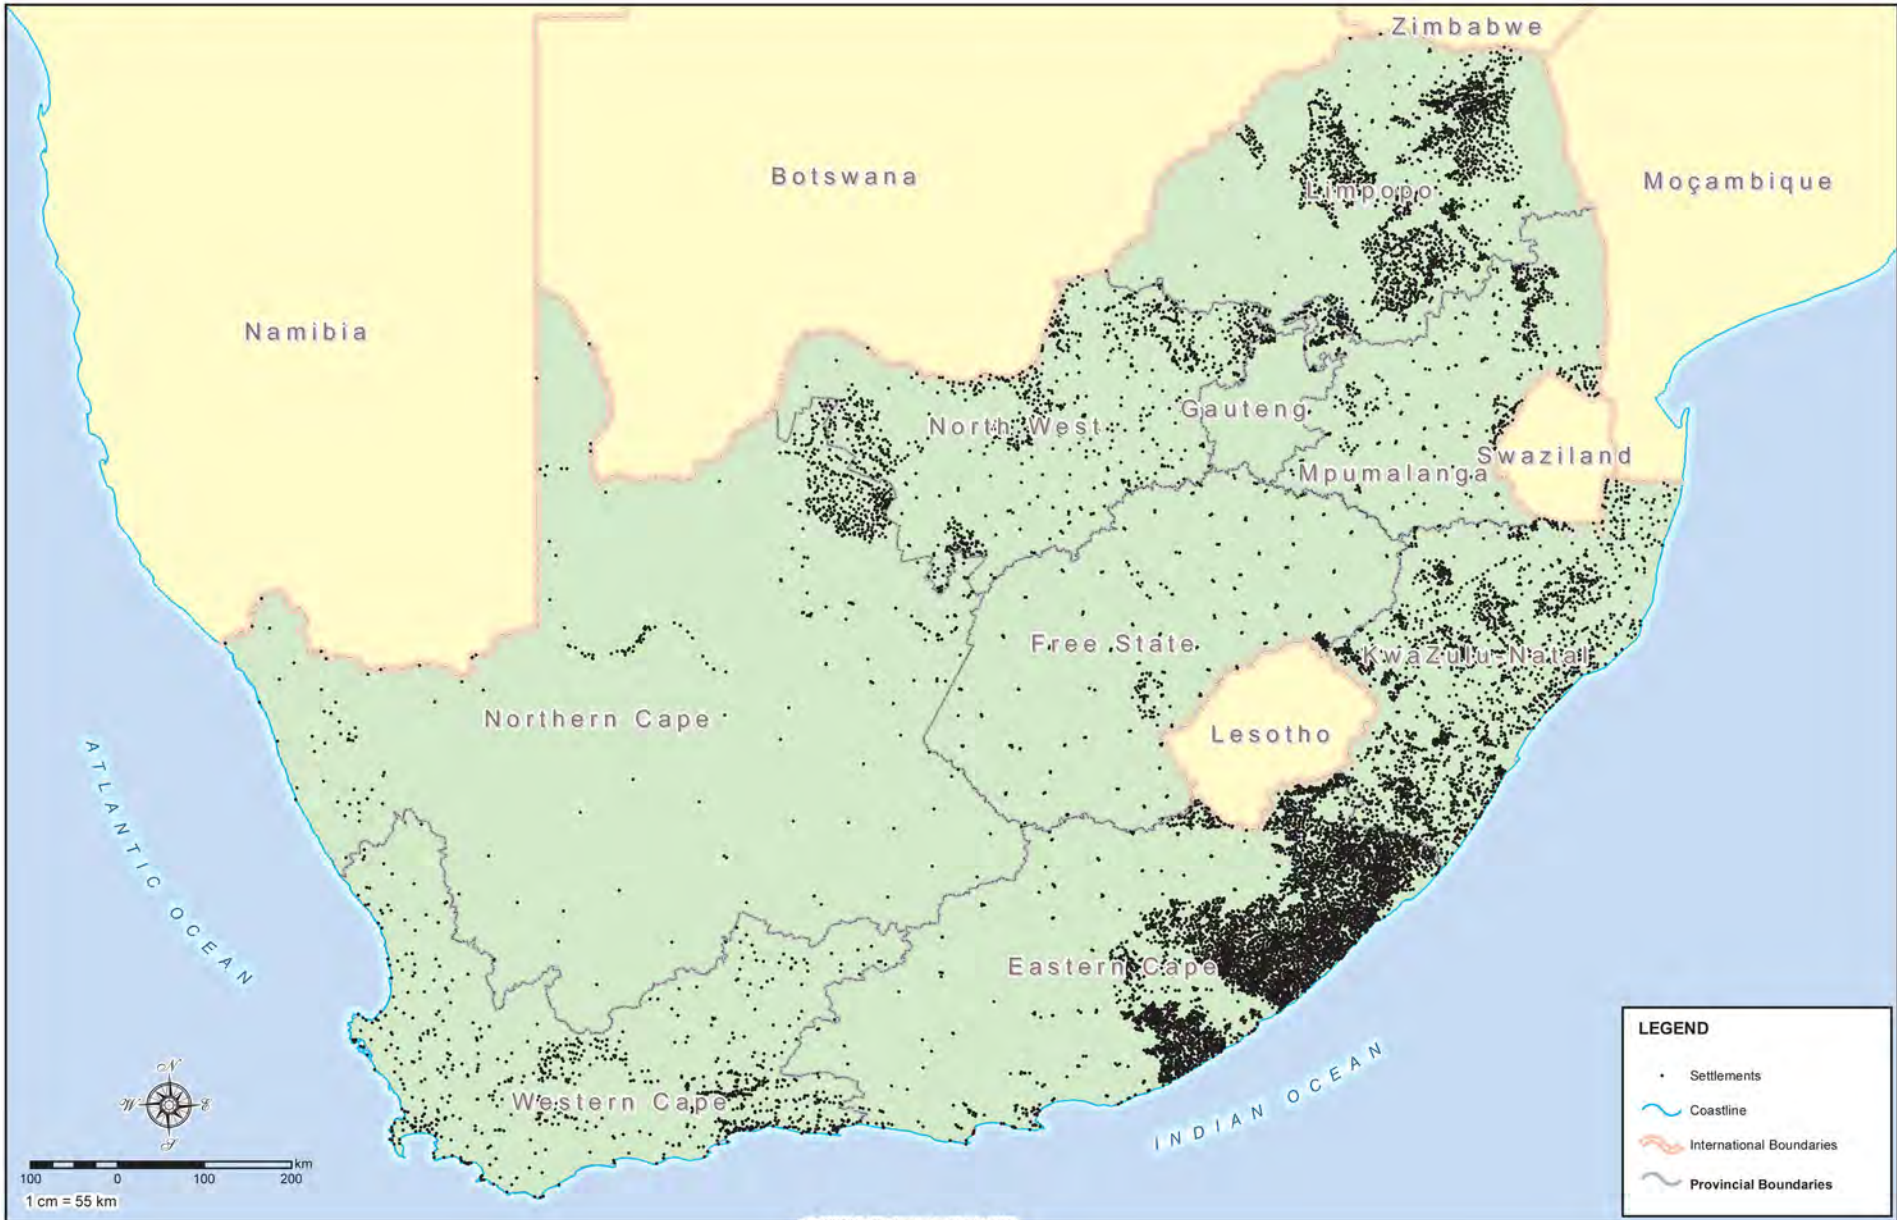 Zimbabwe
Botswana
Moçambique
Limpopo
Namibia
Gauteng
North West
Swaziland
Mpumalanga
Free State
KwaZulu-Natal
Northern Cape
Lesotho
ATLANTIC OCEAN
Eastern Cape
Western Cape
INDIAN OCEAN
N
W E
S
100 0 100 200 km
1 cm = 55 km
LEGEND
Settlements
Coastline
International Boundaries
Provincial Boundaries